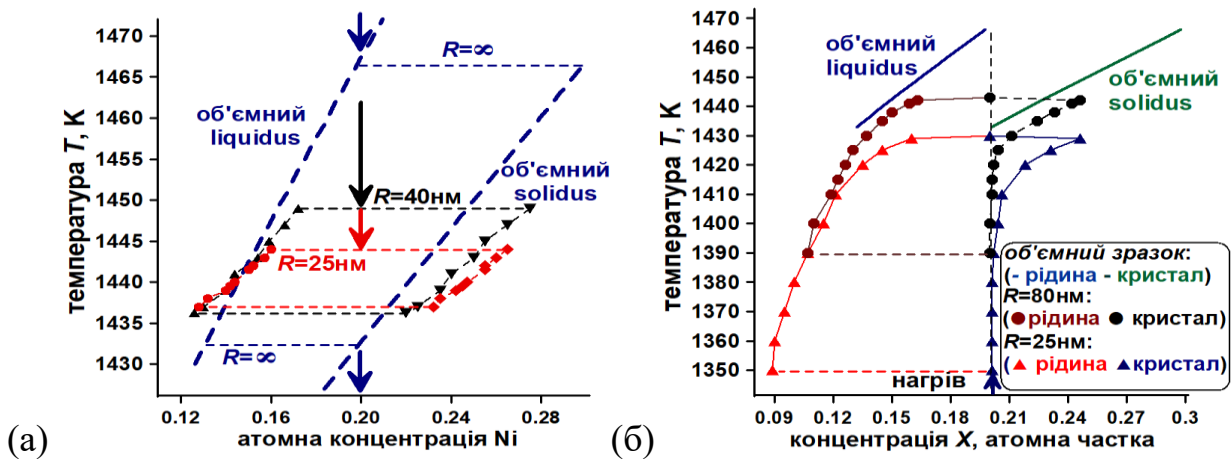 1470
1465
1460
1455
1450
1445
1440
1435
1430
температура T, K
R=∞
об'ємний
liquidus
об'ємний
solidus
R=40нм
R=25нм
R=∞
0.12
0.16
0.20
0.24
0.28
атомна концентрація Ni
(а)
1470
1460
1450
1440
1430
1420
1410
1400
1390
1380
1370
1360
1350
температура T, K
об'ємний
liquidus
об'ємний
solidus
об'ємний зразок:
(- рідина - кристал)
R=80нм:
(рідина кристал)
R=25нм:
(рідина кристал)
нагрів
0.09
0.12
0.15
0.18
0.21
0.24
0.27
0.3
концентрація X, атомна частка
(б)